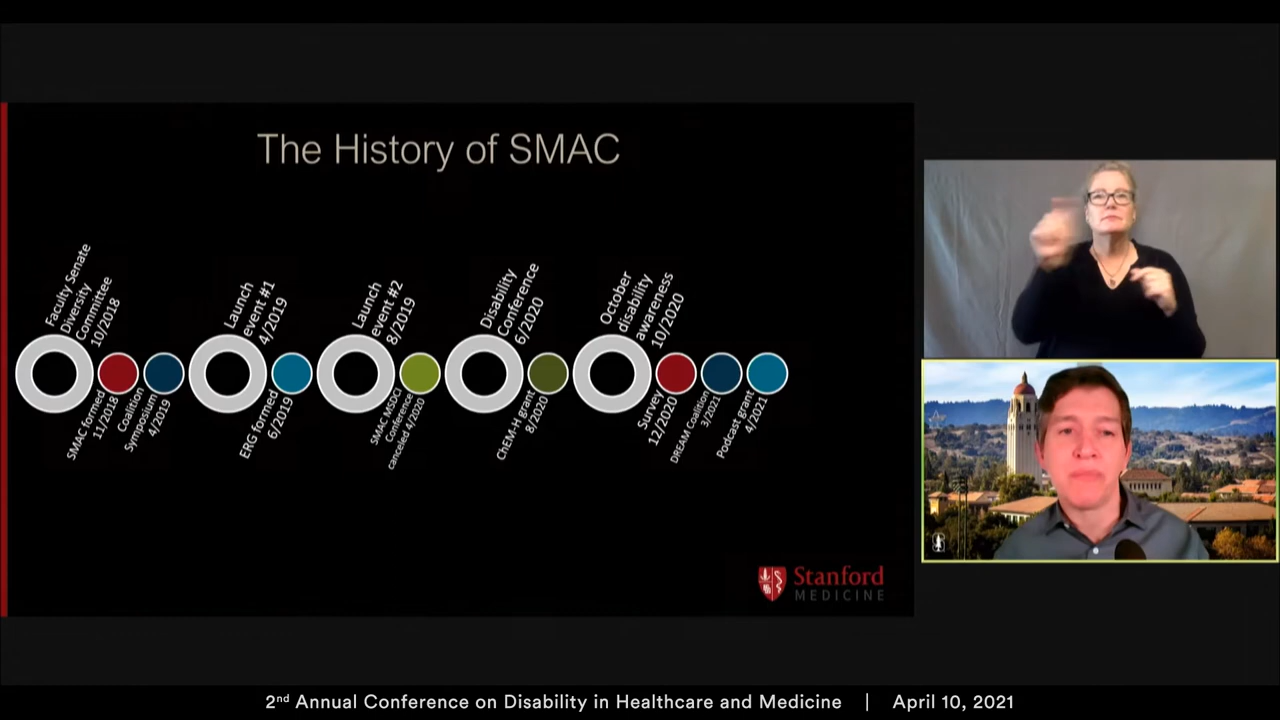 The History of SMAC
Faculty Senate
Diversity
Committee
10/2018
SMAC formed
11/2018
Coalition
Symposium
4/2019
Launch
event #1
4/2019
ERG formed
6/2019
Launch
event #2
8/2019
SMAC MSDCI
Conference
canceled 4/2020
Disability
Conference
6/2020
ChEM-H grant
8/2020
October
disability
awareness
10/2020
Survey
12/2020
DREAM Coalition
3/2021
Podcast grant
4/2021
Stanford
MEDICINE
2nd Annual Conference on Disability in Healthcare and Medicine | April 10, 2021